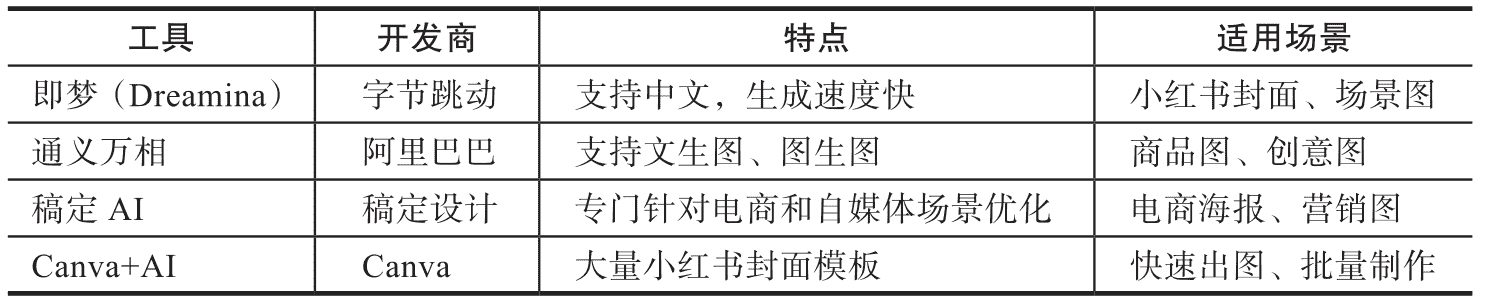 工具 开发商 特点 适用场景
即梦（Dreamina） 字节跳动 支持中文，生成速度快 小红书封面、场景图
通义万相 阿里巴巴 支持文生图、图生图 商品图、创意图
稿定 AI 稿定设计 专门针对电商和自媒体场景优化 电商海报、营销图
Canva+AI Canva 大量小红书封面模板 快速出图、批量制作